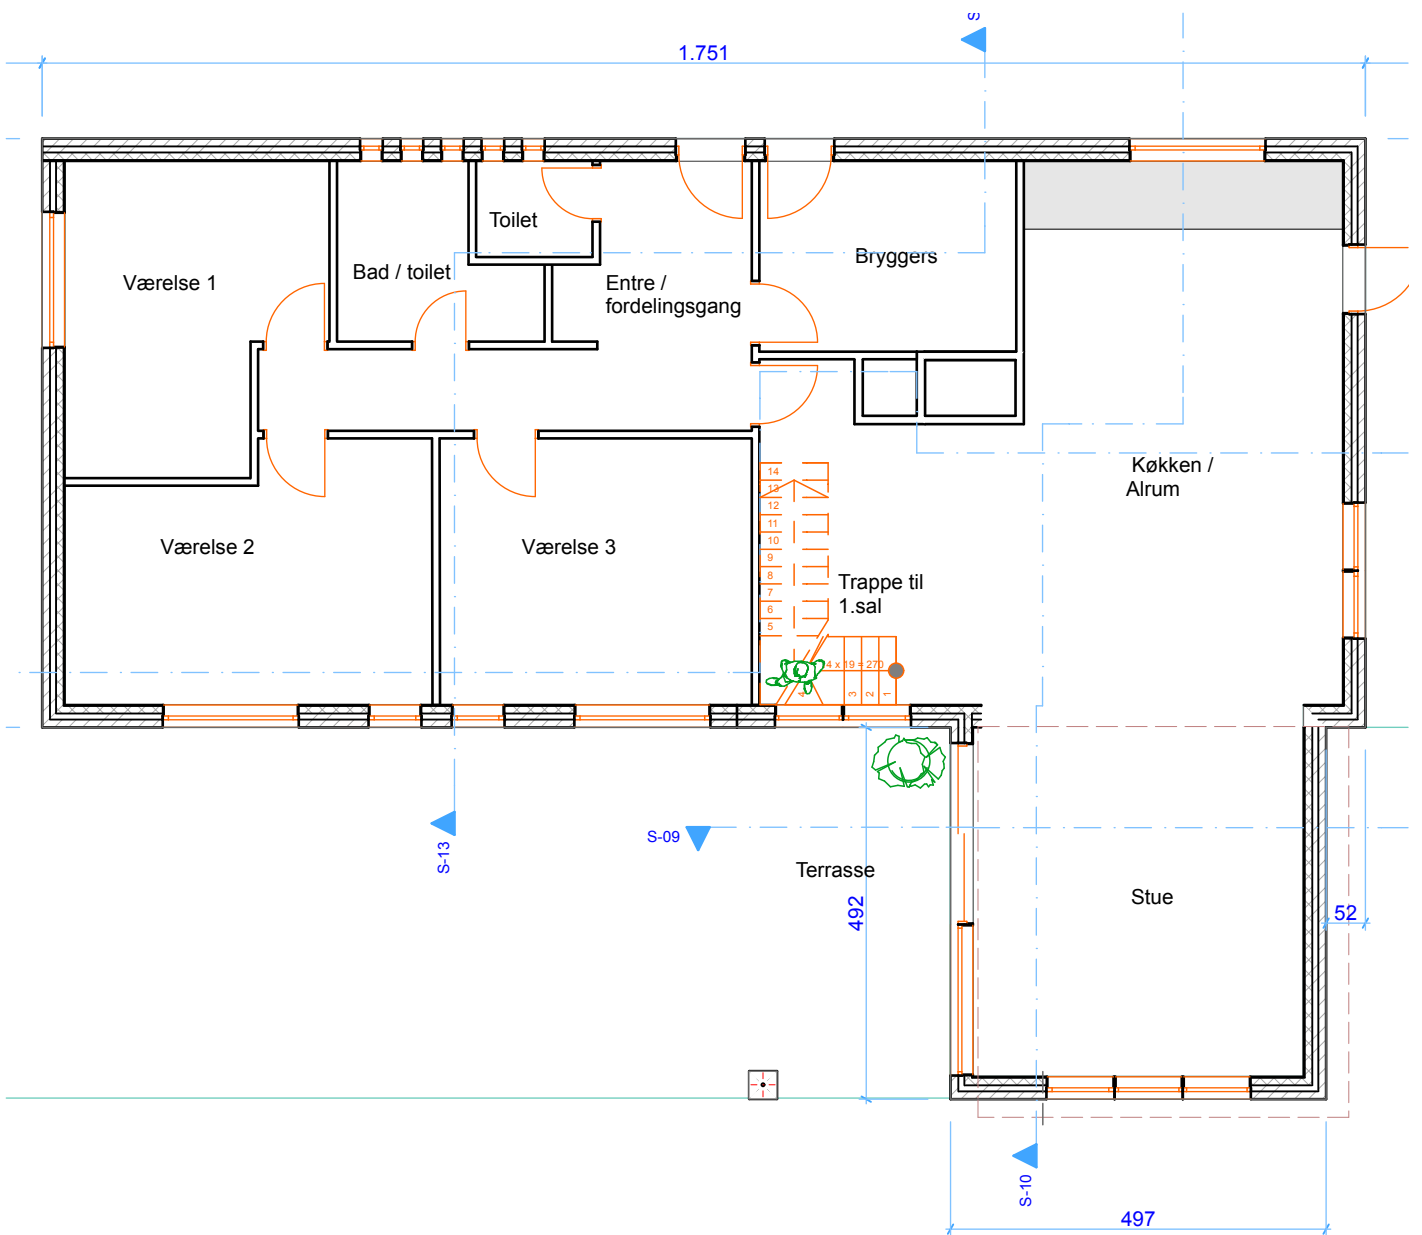 S
1.751
Toilet
Værelse 1
Bad / toilet
Entre /
fordelingsgang
Bryggers
Køkken /
Alrum
Værelse 2
Værelse 3
14
13
12
11
10
9
8
7
6
5
Trappe til
1.sal
4 x 19 = 270
4
3
2
1
S-13
S-09
Terrasse
492
Stue
52
S-10
497